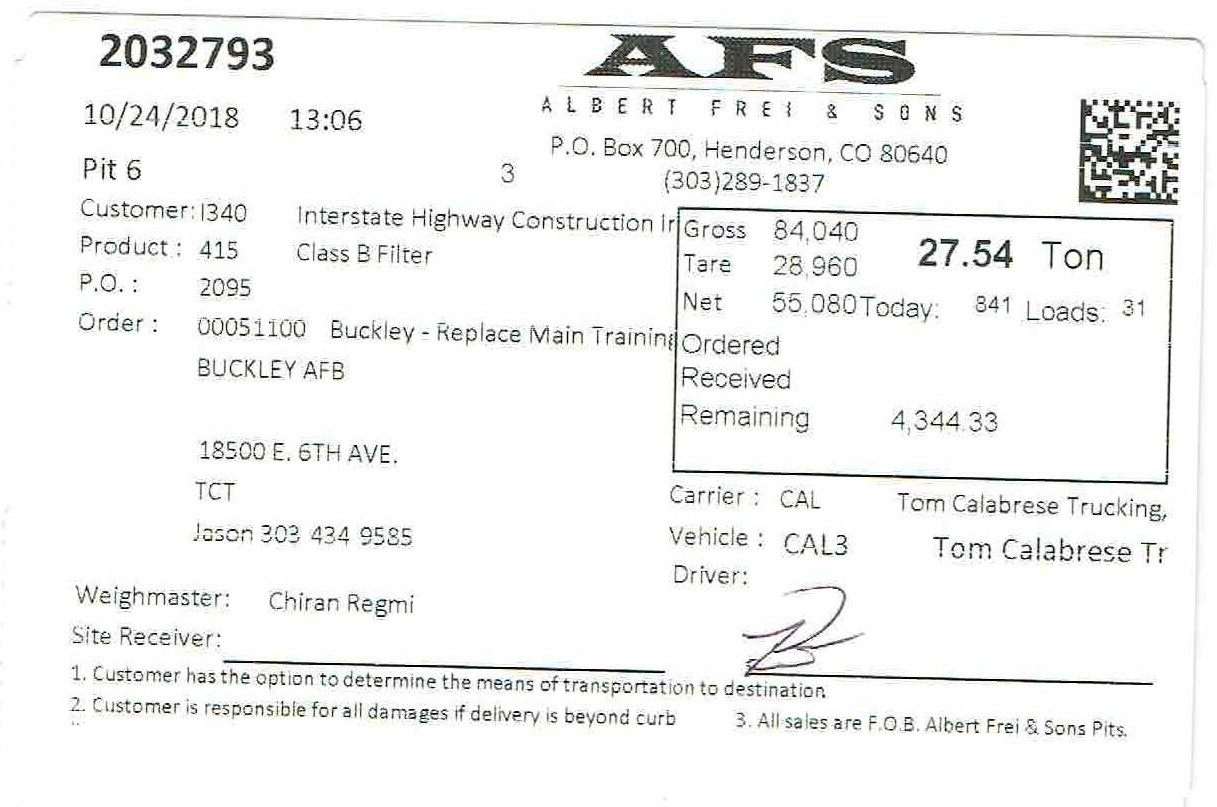 2032793
AFS
ALBERT FREI & SONS
10/24/2018 13:06
P.O. Box 700, Henderson, CO 80640
Pit 6 3 (303)289-1837
Customer: I340 Interstate Highway Construction Ir
Product : 415 Class B Filter
P.O. : 2095
Order : 00051100 Buckley - Replace Main Training
BUCKLEY AFB
18500 E. 6TH AVE.
TCT
Jason 303 434 9585
Gross 84,040 27.54 Ton
Tare 28,960
Net 55,080 Today: 841 Loads: 31
Ordered
Received
Remaining 4,344.33
Carrier : CAL Tom Calabrese Trucking,
Vehicle : CAL3 Tom Calabrese Tr
Driver:
Weighmaster: Chiran Regmi
Site Receiver:
1. Customer has the option to determine the means of transportation to destination
2. Customer is responsible for all damages if delivery is beyond curb 3. All sales are F.O.B. Albert Frei & Sons Pits.